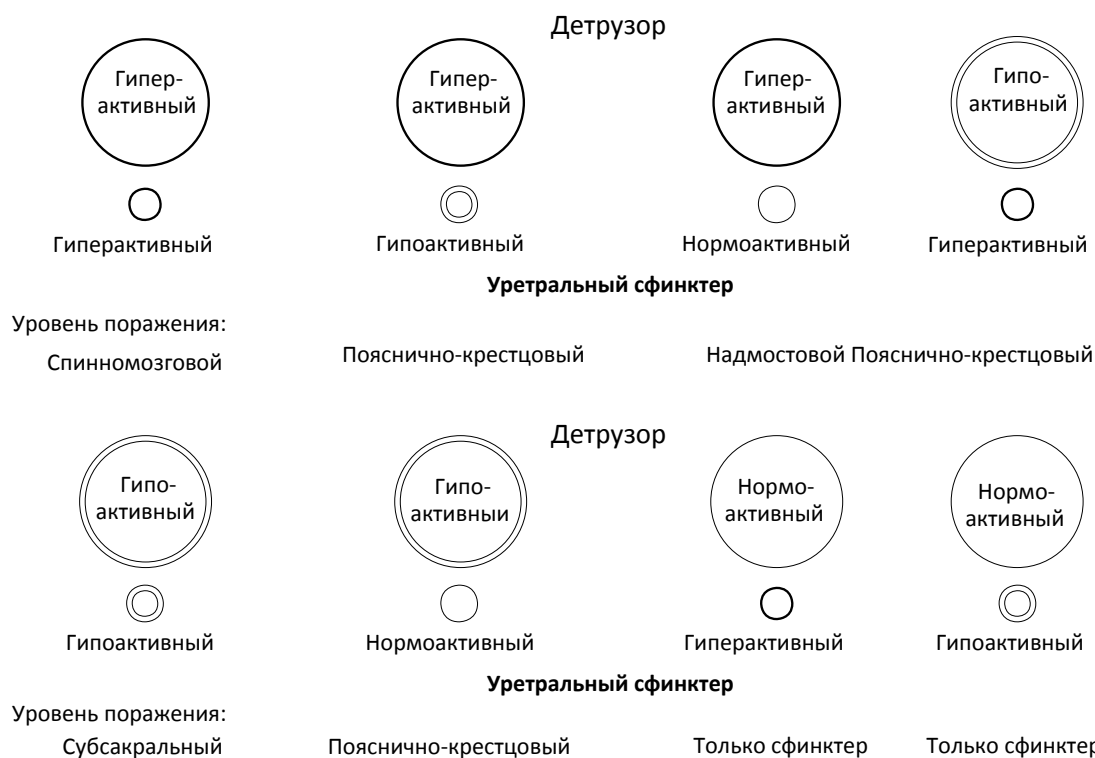 Детрузор
Гипер-
активный
Гипер-
активный
Гипер-
активный
Гипо-
активный
Гиперактивный
Гипоактивный
Нормоактивный
Гиперактивный
Уретральный сфинктер
Уровень поражения:
Спинномозговой
Пояснично-крестцовый
Надмостовой
Пояснично-крестцовый
Детрузор
Гипо-
активный
Гипо-
активныи
Нормо-
активный
Нормо-
активный
Гипоактивный
Нормоактивный
Гиперактивный
Гипоактивный
Уретральный сфинктер
Уровень поражения:
Субсакральный
Пояснично-крестцовый
Только сфинктер
Только сфинктер